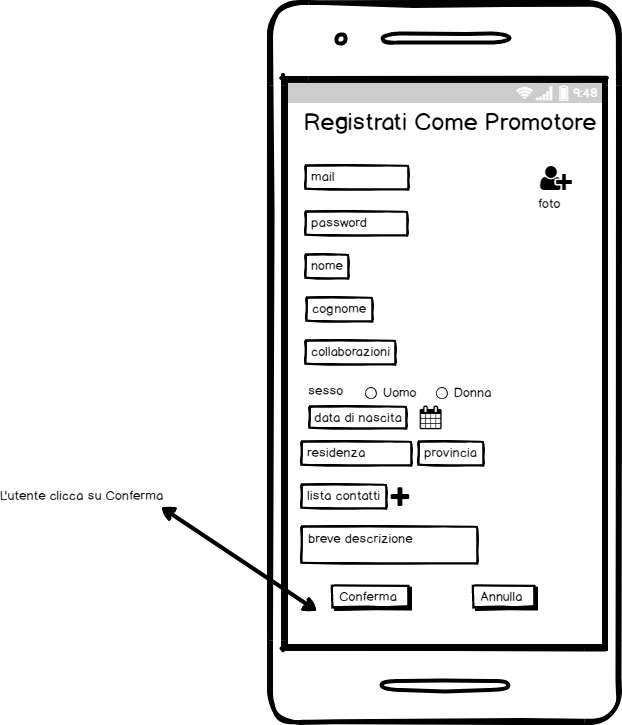 9:48
Registrati Come Promotore
mail
foto
password
nome
cognome
collaborazioni
sesso Uomo Donna
data di nascita
residenza provincia
lista contatti
L'utente clicca su Conferma
breve descrizione
Conferma Annulla